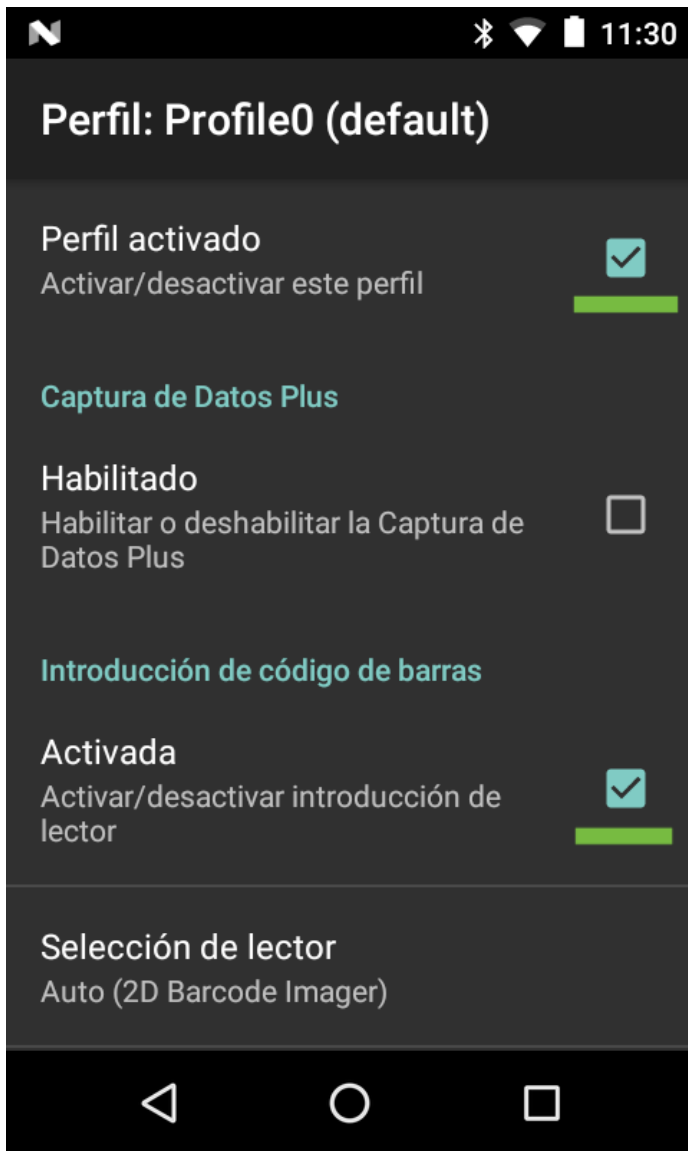 11:30
Perfil: Profile0 (default)
Perfil activado
Activar/desactivar este perfil
Captura de Datos Plus
Habilitado
Habilitar o deshabilitar la Captura de
Datos Plus
Introducción de código de barras
Activada
Activar/desactivar introducción de
lector
Selección de lector
Auto (2D Barcode Imager)